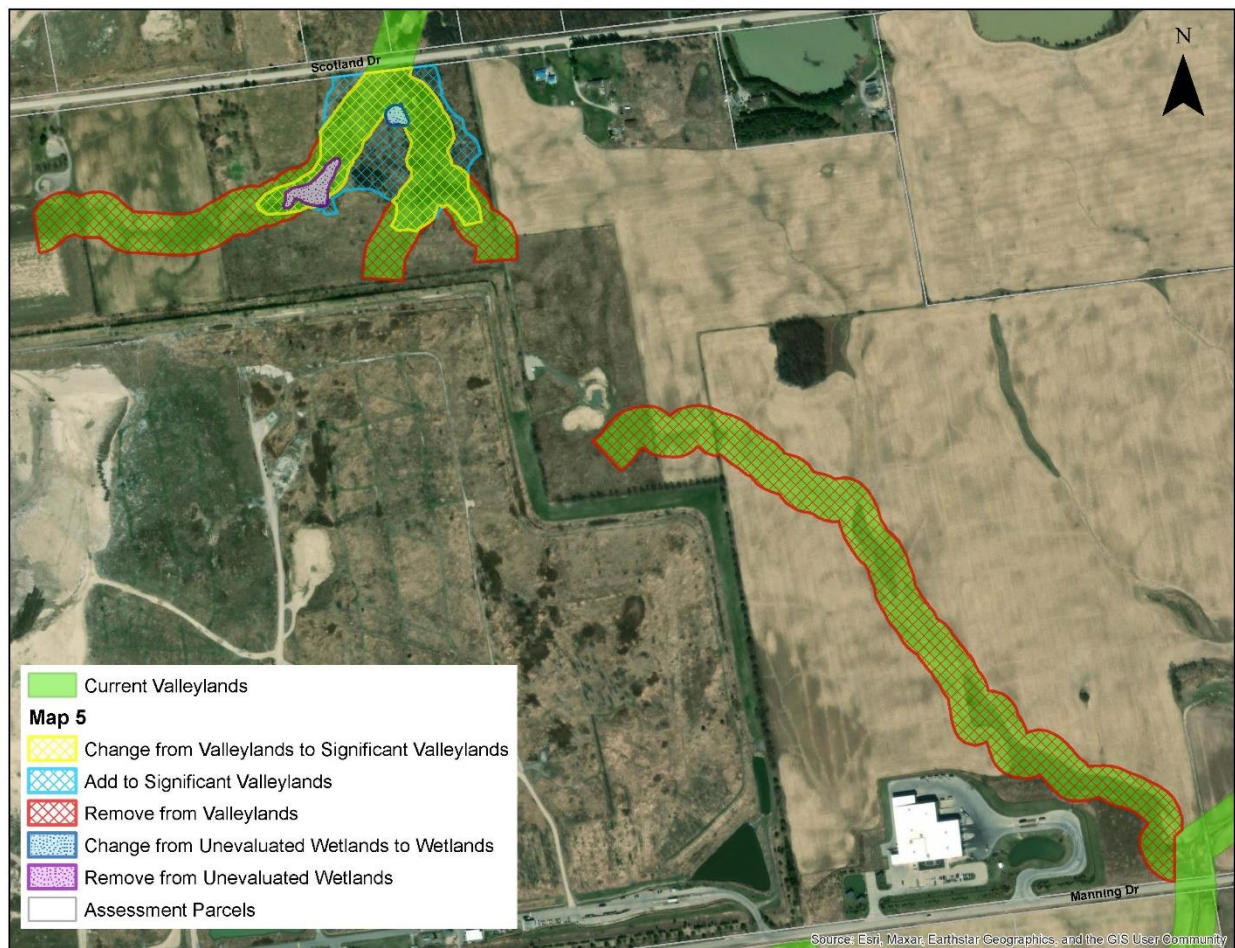 N
Scotland Dr
Current Valleylands
Map 5
Change from Valleylands to Significant Valleylands
Add to Significant Valleylands
Remove from Valleylands
Change from Unevaluated Wetlands to Wetlands
Remove from Unevaluated Wetlands
Assessment Parcels
Manning Dr
Source: Esri, Maxar, Earthstar Geographics, and the GIS User Community